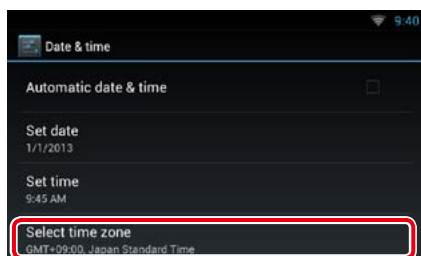 9:40
Date & time
Automatic date & time
Set date
1/1/2013
Set time
9:45 AM
Select time zone
GMT+09:00, Japan Standard Time